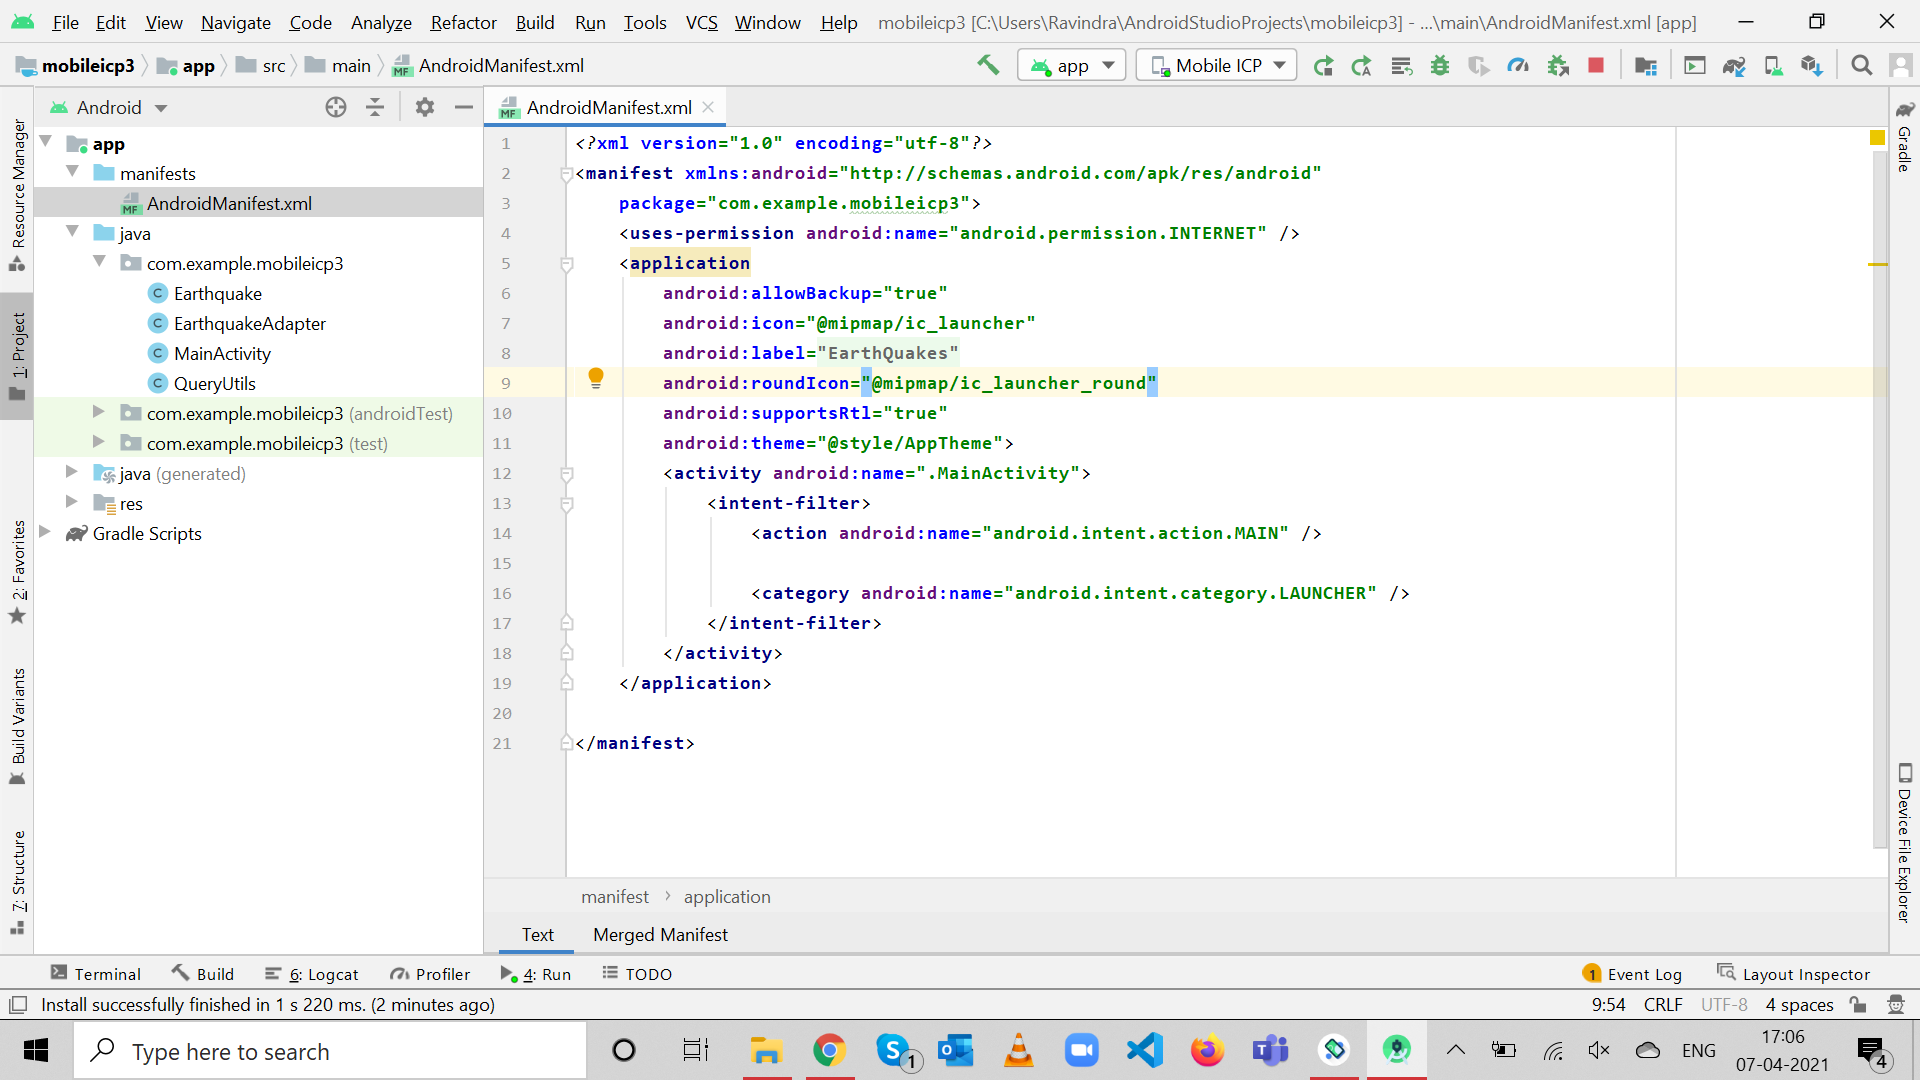 File Edit View Navigate Code Analyze Refactor Build Run Tools VCS Window Help mobileicp3 [C:\Users\Ravindra\AndroidStudioProjects\mobileicp3] - ...\main\AndroidManifest.xml [app]
mobileicp3 app src main AndroidManifest.xml app Mobile ICP
Android
AndroidManifest.xml
Resource Manager
1: Project
2: Favorites
Build Variants
7: Structure
app
manifests
AndroidManifest.xml
java
com.example.mobileicp3
Earthquake
EarthquakeAdapter
MainActivity
QueryUtils
com.example.mobileicp3 (androidTest)
com.example.mobileicp3 (test)
java (generated)
res
Gradle Scripts
1 <?xml version="1.0" encoding="utf-8"?>
2 <manifest xmlns:android="http://schemas.android.com/apk/res/android"
3 package="com.example.mobileicp3">
4 <uses-permission android:name="android.permission.INTERNET" />
5 <application
6 android:allowBackup="true"
7 android:icon="@mipmap/ic_launcher"
8 android:label="EarthQuakes"
9 android:roundIcon="@mipmap/ic_launcher_round"
10 android:supportsRtl="true"
11 android:theme="@style/AppTheme">
12 <activity android:name=".MainActivity">
13 <intent-filter>
14 <action android:name="android.intent.action.MAIN" />
15
16 <category android:name="android.intent.category.LAUNCHER" />
17 </intent-filter>
18 </activity>
19 </application>
20
21 </manifest>
Gradle
Device File Explorer
manifest › application
Text Merged Manifest
Terminal Build 6: Logcat Profiler 4: Run TODO 1 Event Log Layout Inspector
Install successfully finished in 1 s 220 ms. (2 minutes ago) 9:54 CRLF UTF-8 4 spaces
Type here to search
1
ENG
17:06
07-04-2021
4